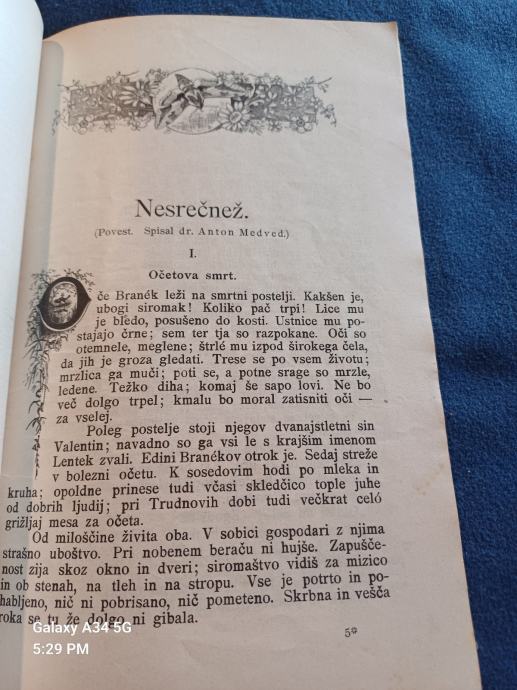 Nesrečnež.
(Povest. Spisal dr. Anton Medved.)
I.
Očetova smrt.
Oče Branék leži na smrtni postelji. Kakšen je,
ubogi siromak! Koliko pač trpi! Lice mu
je bledo, posušeno do kosti. Ustnice mu po-
stajajo črne; sem ter tja so razpokane. Oči so
otemnele, meglene; štrlé mu izpod širokega čela,
da jih je groza gledati. Trese se po vsem životu;
mrzlica ga muči; poti se, a potne srage so mrzle,
ledene. Težko diha; komaj še sapo lovi. Ne bo
več dolgo trpel; kmalu bo moral zatisniti oči —
za vselej.
Poleg postelje stoji njegov dvanajstletni sin
Valentin; navadno so ga vsi le s krajšim imenom
Lentek zvali. Edini Branékov otrok je. Sedaj streže
v bolezni očetu. K sosedovim hodi po mleka in
kruha; opoldne prinese tudi včasi skledčico tople juhe
od dobrih ljudij; pri Trudnovih dobi tudi večkrat celó
grižljaj mesa za očeta.
Od miloščine živita oba. V sobici gospodari z njima
strašno uboštvo. Pri nobenem beraču ni hujše. Zapušče-
nost zija skoz okno in dveri; siromaštvo vidiš za mizico
in ob stenah, na tleh in na stropu. Vse je potrto in po-
habljeno, nič ni pobrisano, nič pometeno. Skrbna in vešča
roka se tu že dolgo ni gibala.
5*
Galaxy A34 5G
5:29 PM